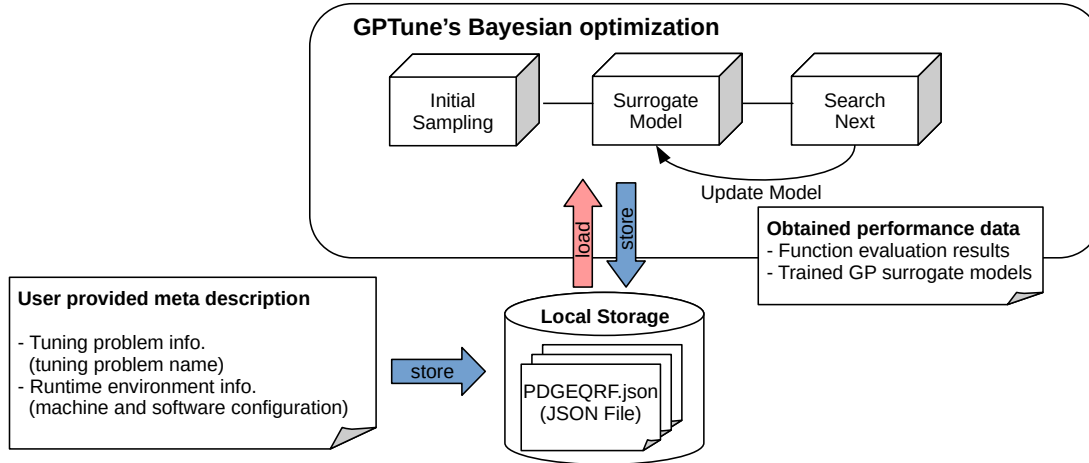 GPTune's Bayesian optimization
Initial
Sampling
Surrogate
Model
Search
Next
Update Model
load
store
Obtained performance data
- Function evaluation results
- Trained GP surrogate models
User provided meta description
- Tuning problem info.
(tuning problem name)
- Runtime environment info.
(machine and software configuration)
store
Local Storage
PDGEQRF.json
(JSON File)